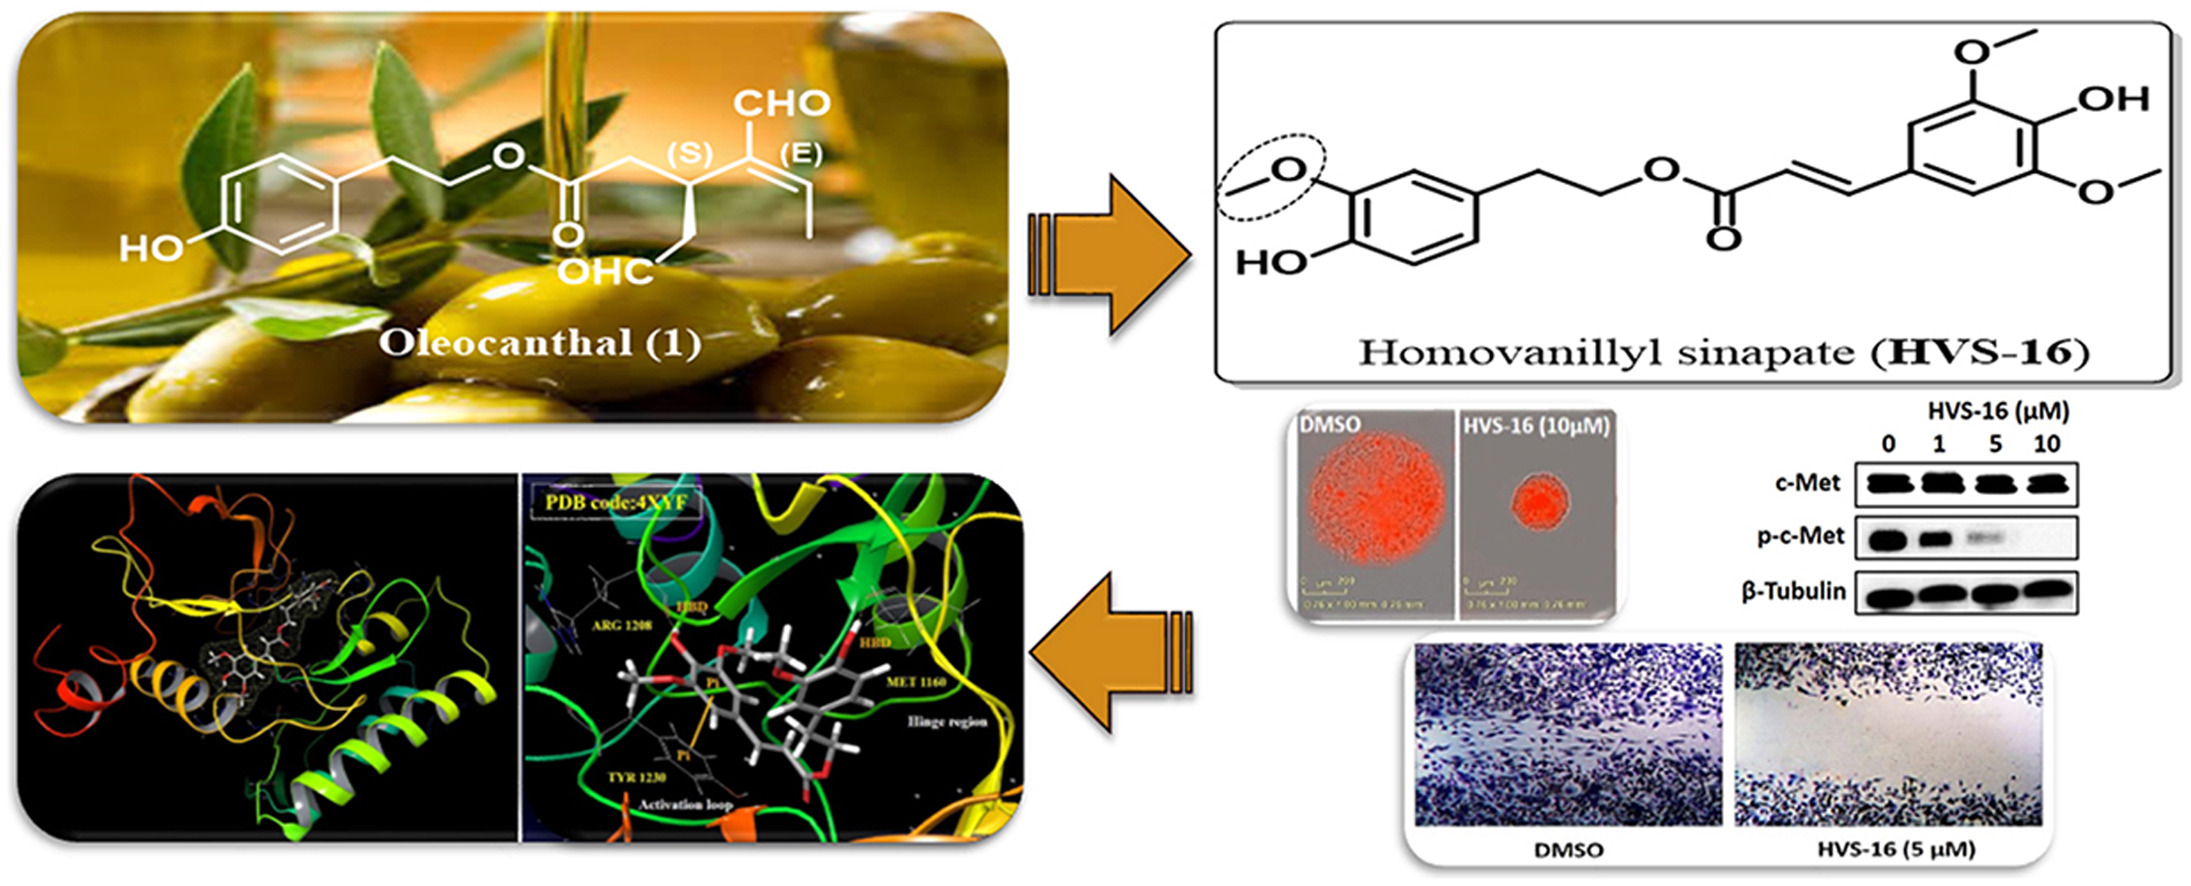 CHO
O
(S)
(E)
O
HO
OHC
Oleocanthal (1)
O
OH
O
O
O
O
HO
Homovanillyl sinapate (HVS-16)
DMSO
HVS-16 (10µM)
HVS-16 (µM)
0 1 5 10
c-Met
p-c-Met
β-Tubulin
PDB code:4XYF
HBD
ARG 1208
HBD
Pi
MET 1160
Hinge region
Pi
TYR 1230
Activation loop
DMSO
HVS-16 (5 µM)